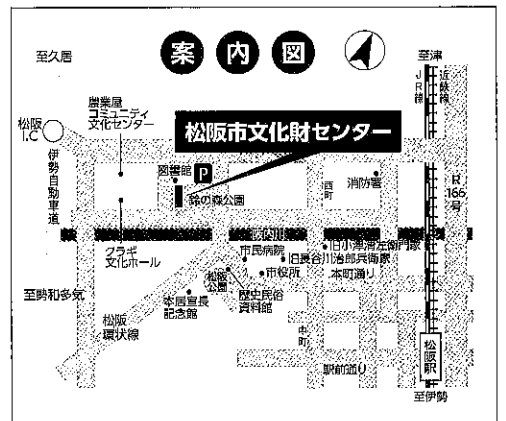 案内図
至久居
至津
JR線
近鉄線
農業屋
コミュニティ
文化センター
松阪
I.C
松阪市文化財センター
図書館
P
鈴の森公園
西町
消防署
R
166
号
伊勢自動車道
阪内川
クラギ
文化ホール
市民病院
旧小津清左衛門家
旧長谷川治郎兵衛家
市役所
本町通り
松阪
公園
至勢和多気
本居宣長
記念館
歴史民俗
資料館
松阪
環状線
中町
松阪駅
駅前通り
至伊勢